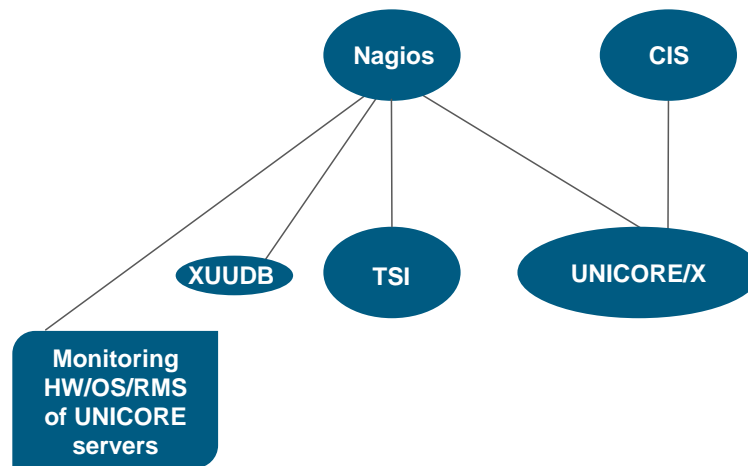 Nagios
CIS
XUUDB
TSI
UNICORE/X
Monitoring
HW/OS/RMS
of UNICORE
servers